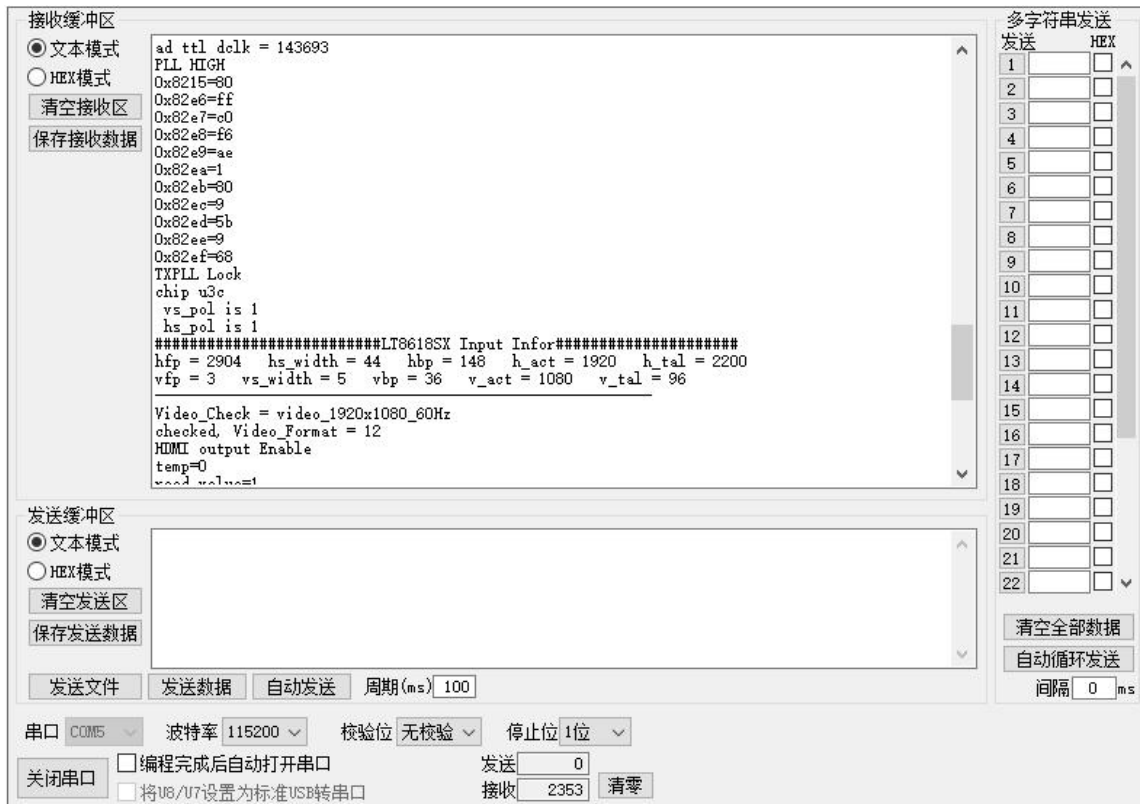 接收缓冲区
文本模式
HEX模式
清空接收区
保存接收数据
ad ttl dclk = 143693
PLL HIGH
0x8215=80
0x82e6=ff
0x82e7=c0
0x82e8=f6
0x82e9=ae
0x82ea=1
0x82eb=80
0x82ec=9
0x82ed=5b
0x82ee=9
0x82ef=68
TXPLL Lock
chip u3c
vs_pol is 1
hs_pol is 1
##########################LT8618SX Input Infor#####################
hfp = 2904 hs_width = 44 hbp = 148 h_act = 1920 h_tal = 2200
vfp = 3 vs_width = 5 vbp = 36 v_act = 1080 v_tal = 96
Video_Check = video_1920x1080_60Hz
checked, Video_Format = 12
HDMI output Enable
temp=0
read value=1
多字符串发送
发送 HEX
1
2
3
4
5
6
7
8
9
10
11
12
13
14
15
16
17
18
19
20
21
22
清空全部数据
自动循环发送
间隔 0 ms
发送缓冲区
文本模式
HEX模式
清空发送区
保存发送数据
发送文件 发送数据 自动发送 周期(ms) 100
串口 COM5 波特率 115200 校验位 无校验 停止位 1位
关闭串口
编程完成后自动打开串口
将U8/U7设置为标准USB转串口
发送 0
接收 2353
清零